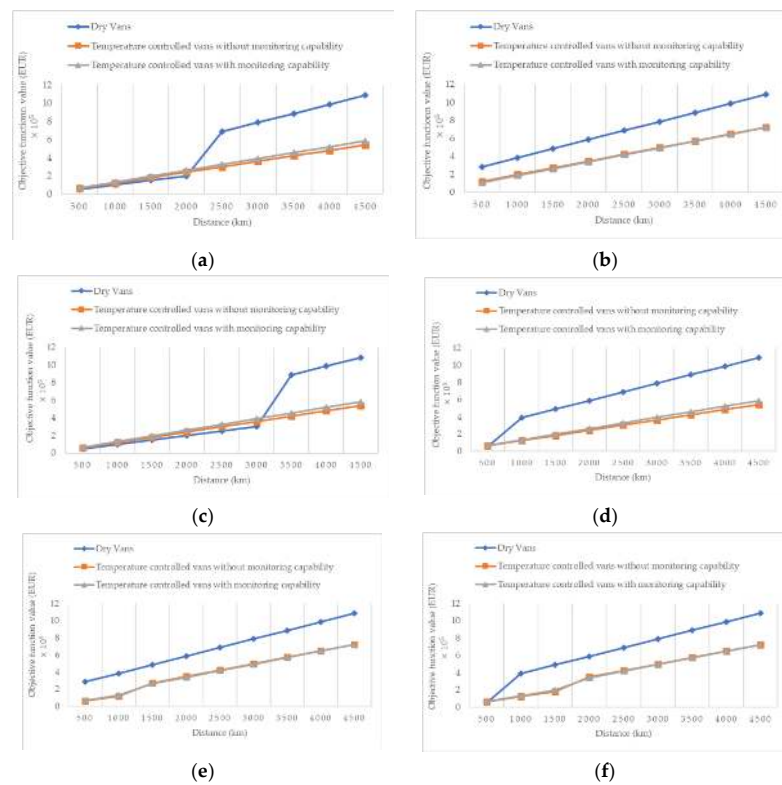 Dry Vans
Temperature controlled vans without monitoring capability
Temperature controlled vans with monitoring capability
Objective functionn value (EUR)
× 10⁵
12
10
8
6
4
2
0
500 1000 1500 2000 2500 3000 3500 4000 4500
Distance (km)
(a)
Dry Vans
Temperature controlled vans without monitoring capability
Temperature controlled vans with monitoring capability
Objective function value (EUR)
× 10⁵
12
10
8
6
4
2
0
500 1000 1500 2000 2500 3000 3500 4000 4500
Distance (km)
(b)
Dry Vans
Temperature controlled vans without monitoring capability
Temperature controlled vans with monitoring capability
Objective function value (EUR)
× 10⁵
12
10
8
6
4
2
0
500 1000 1500 2000 2500 3000 3500 4000 4500
Distance (km)
(c)
Dry Vans
Temperature controlled vans without monitoring capability
Temperature controlled vans with monitoring capability
Objective function value (EUR)
× 10⁵
12
10
8
6
4
2
0
500 1000 1500 2000 2500 3000 3500 4000 4500
Distance (km)
(d)
Dry Vans
Temperature controlled vans without monitoring capability
Temperature controlled vans with monitoring capability
Objective function value (EUR)
× 10⁵
12
10
8
6
4
2
0
500 1000 1500 2000 2500 3000 3500 4000 4500
Distance (km)
(e)
Dry Vans
Temperature controlled vans without monitoring capability
Temperature controlled vans with monitoring capability
Objective function value (EUR)
× 10⁵
12
10
8
6
4
2
0
500 1000 1500 2000 2500 3000 3500 4000 4500
Distance (km)
(f)